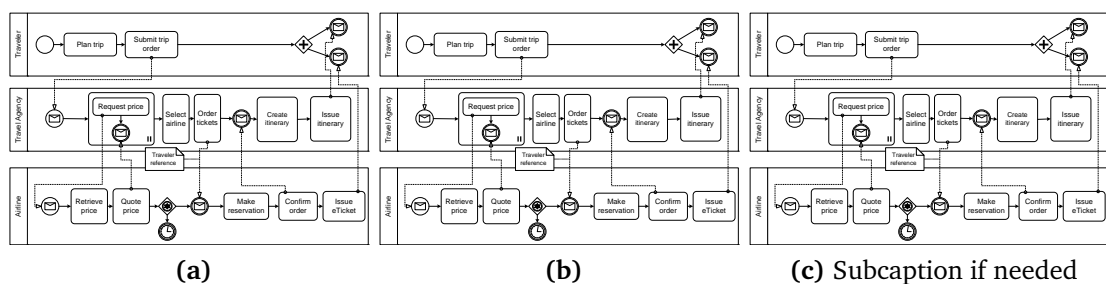 Traveler
Plan trip
Submit trip
order
Travel Agency
Request price
Select
airline
Order
tickets
Create
itinerary
Issue
itinerary
Traveler
reference
Airline
Retrieve
price
Quote
price
Make
reservation
Confirm
order
Issue
eTicket
(a)
Traveler
Plan trip
Submit trip
order
Travel Agency
Request price
Select
airline
Order
tickets
Create
itinerary
Issue
itinerary
Traveler
reference
Airline
Retrieve
price
Quote
price
Make
reservation
Confirm
order
Issue
eTicket
(b)
Traveler
Plan trip
Submit trip
order
Travel Agency
Request price
Select
airline
Order
tickets
Create
itinerary
Issue
itinerary
Traveler
reference
Airline
Retrieve
price
Quote
price
Make
reservation
Confirm
order
Issue
eTicket
(c) Subcaption if needed